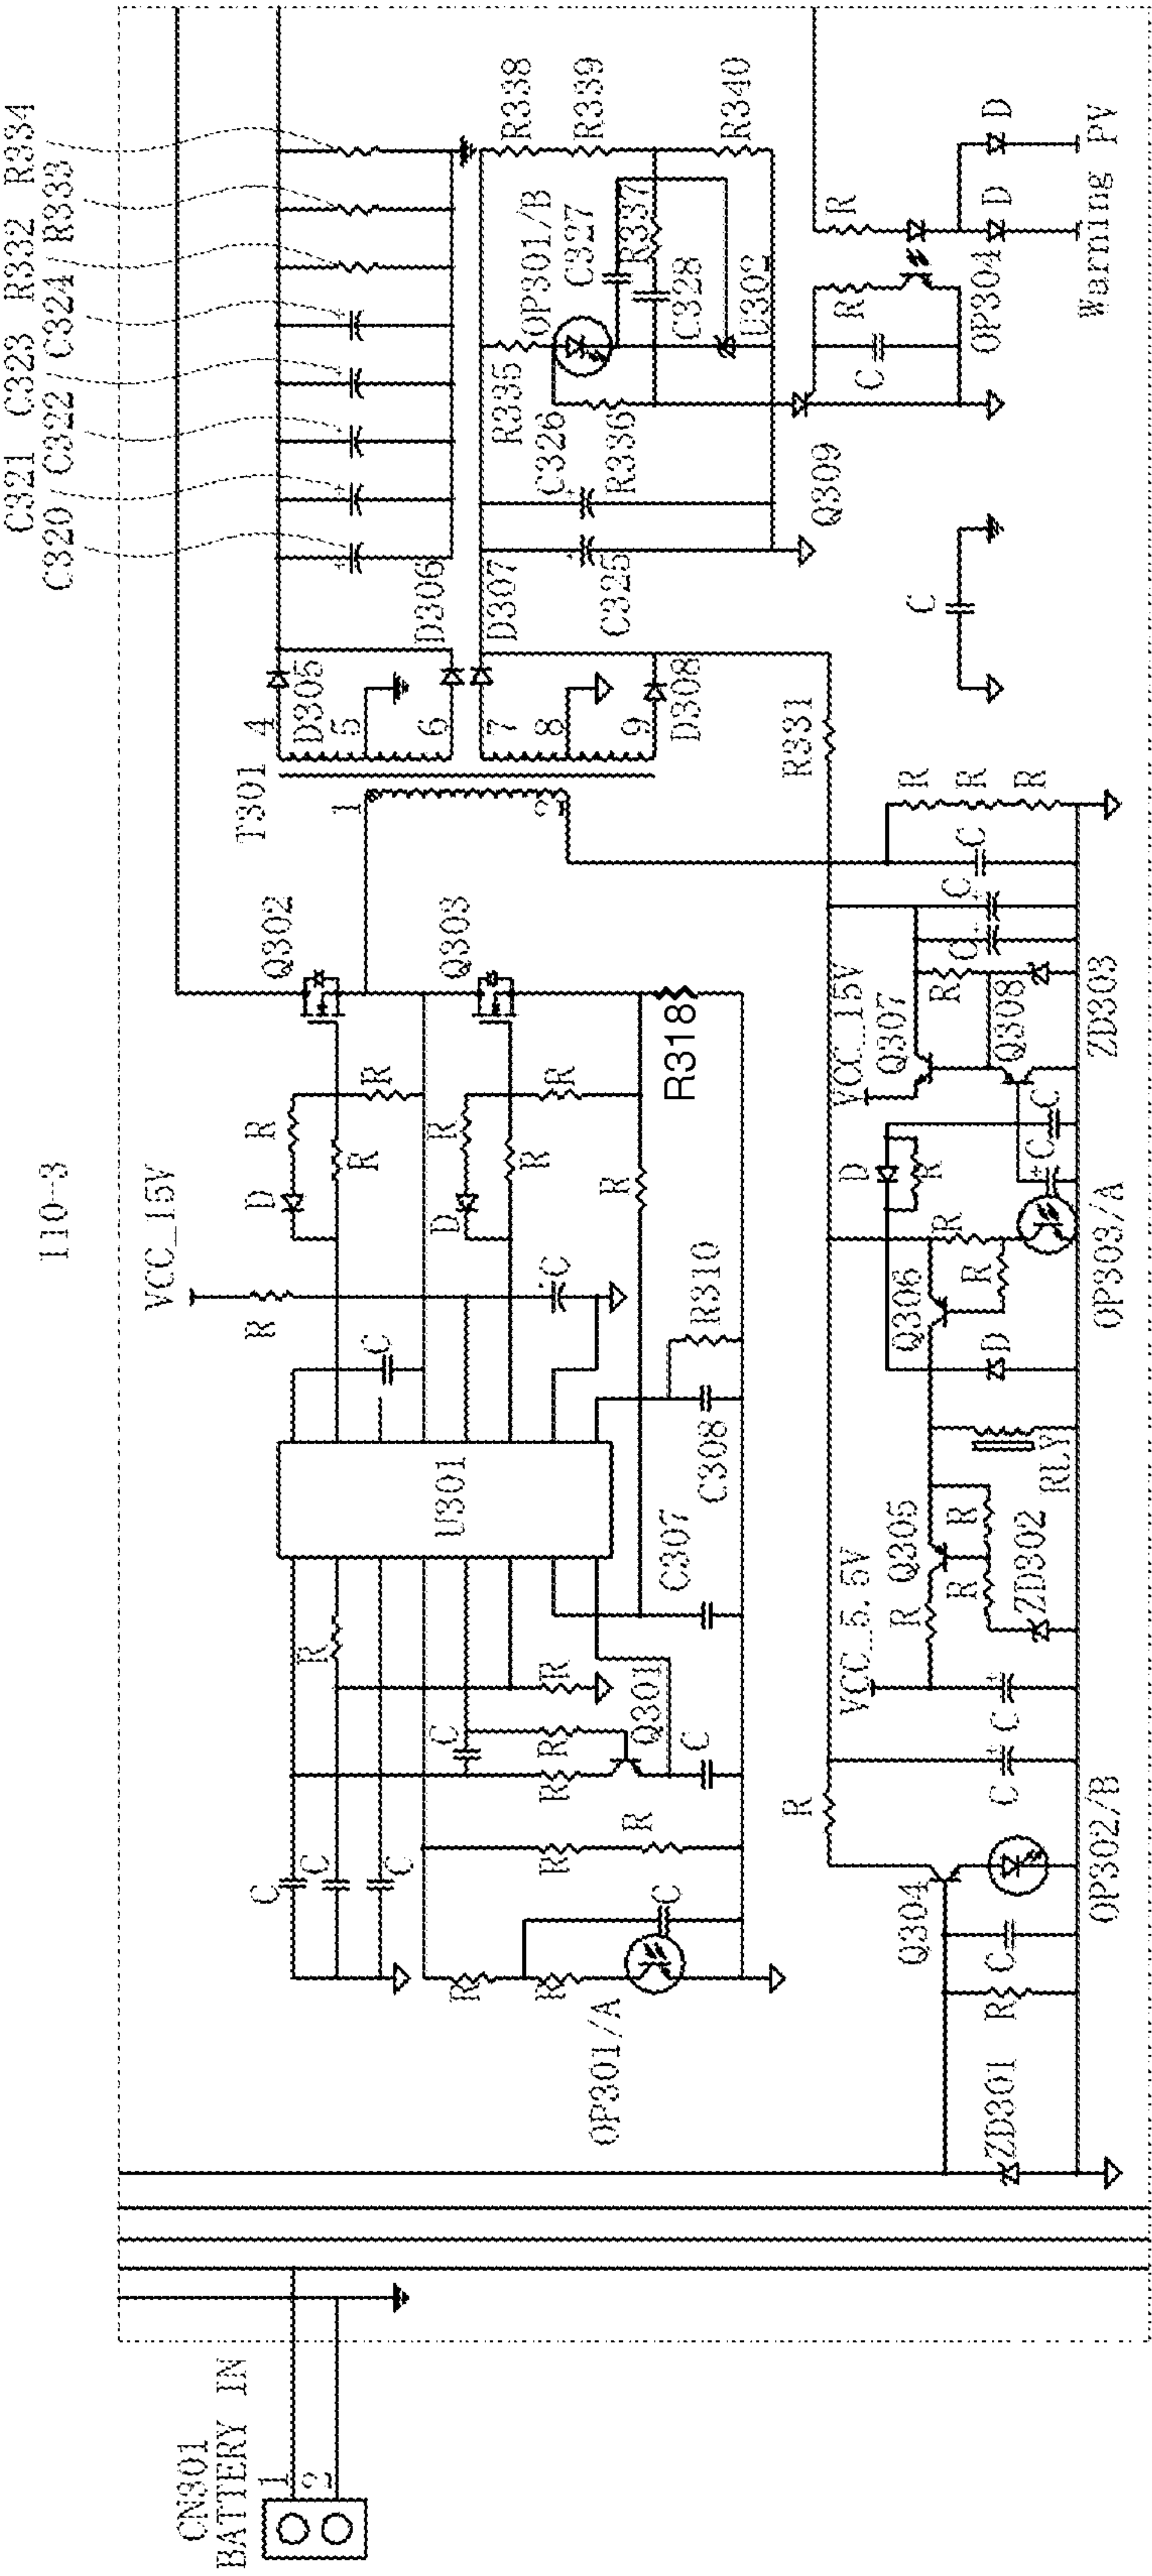 110-3
CN301
BATTERY IN
1
2
VCC_15V
R
R
D
R
R
C
R
D
R
R
R
C
U301
R
C
C
C
C
R
R
R
Q301
C
R
R
R
R
C
OP301/A
C307
C308
R310
R318
Q302
Q303
T301
1
2
4
5
6
7
8
9
D305
D306
D307
D308
C320
C321
C322
C323
C324
R332
R333
R334
C325
C326
R335
R336
OP301/B
C327
R337
C328
U302
R338
R339
R340
Q309
C
R
OP304
R
D
D
Warning PV
C
R331
R
R
R
C
C
C
VCC_15V
Q307
R
Q308
ZD303
C
C
D
R
R
R
OP303/A
Q306
D
RLY
Q305
R
R
ZD302
VCC_5.5V
R
C
C
R
OP302/B
Q304
C
R
ZD301